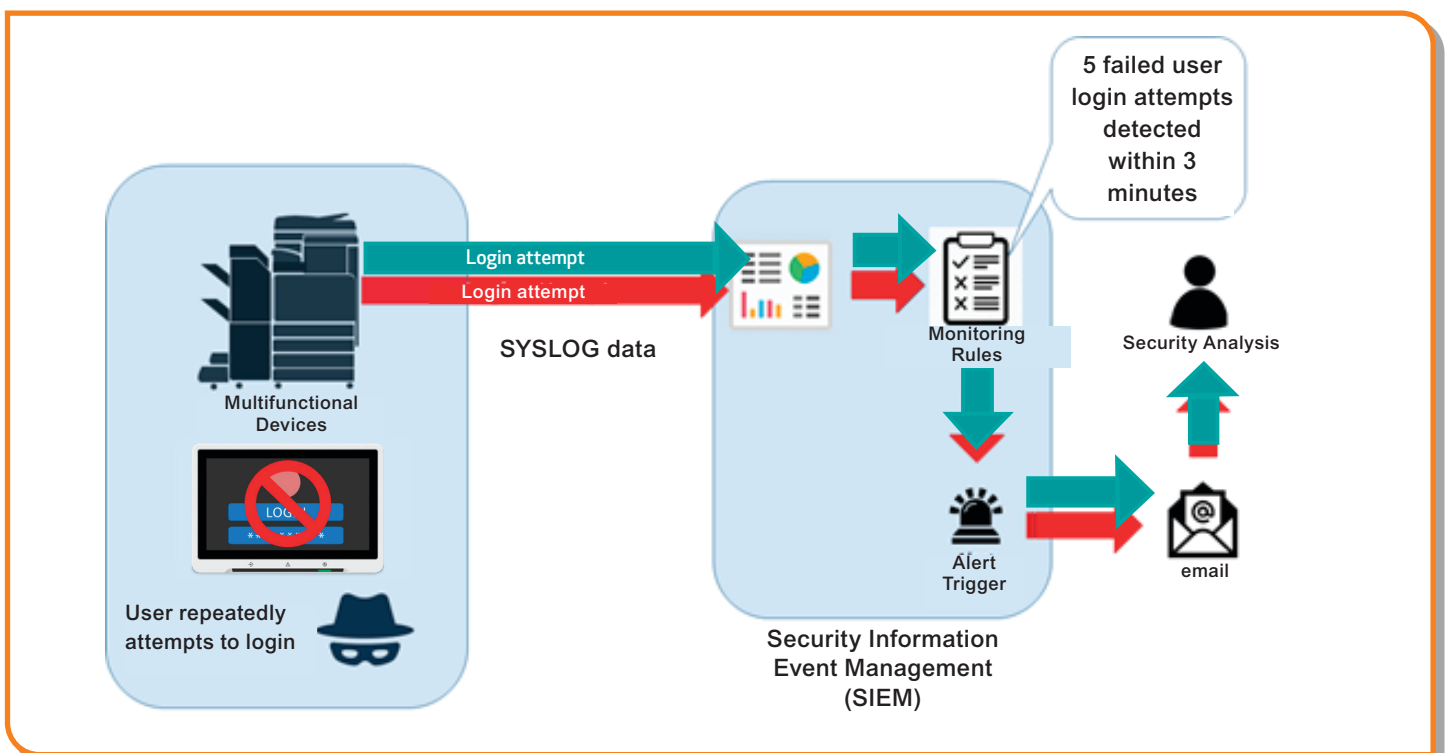 5 failed user
login attempts
detected
within 3
minutes
Login attempt
Login attempt
SYSLOG data
Multifunctional
Devices
User repeatedly
attempts to login
Monitoring
Rules
Alert
Trigger
Security Information
Event Management
(SIEM)
@
email
Security Analysis